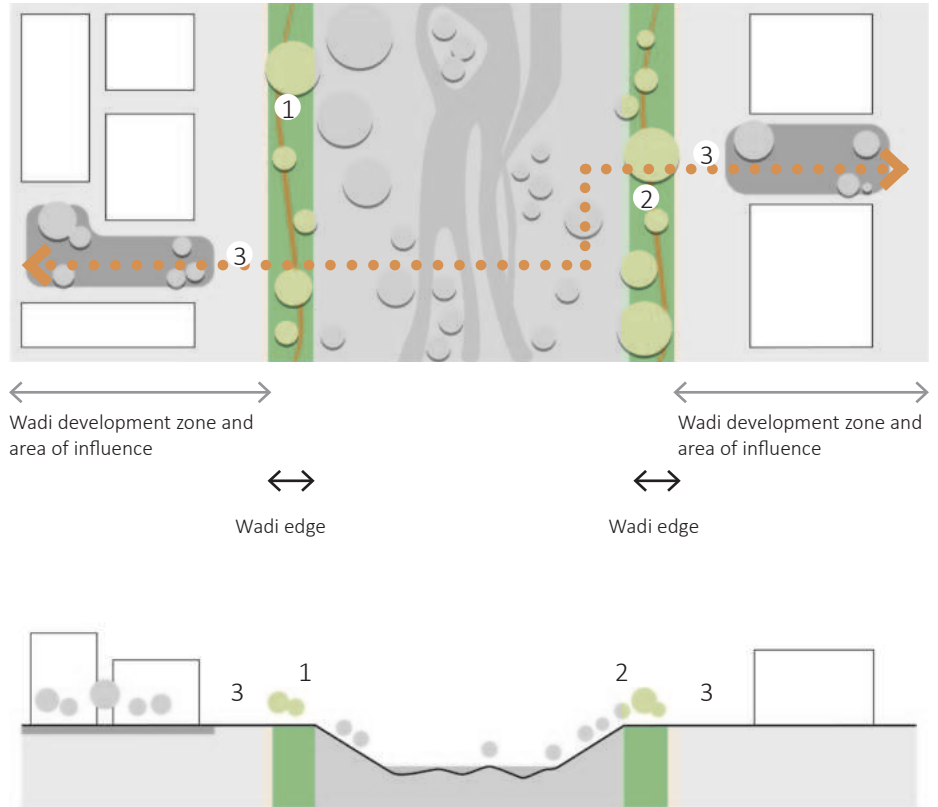 1
3
2
3
Wadi development zone and
area of influence
Wadi development zone and
area of influence
Wadi edge
Wadi edge
3
1
2
3